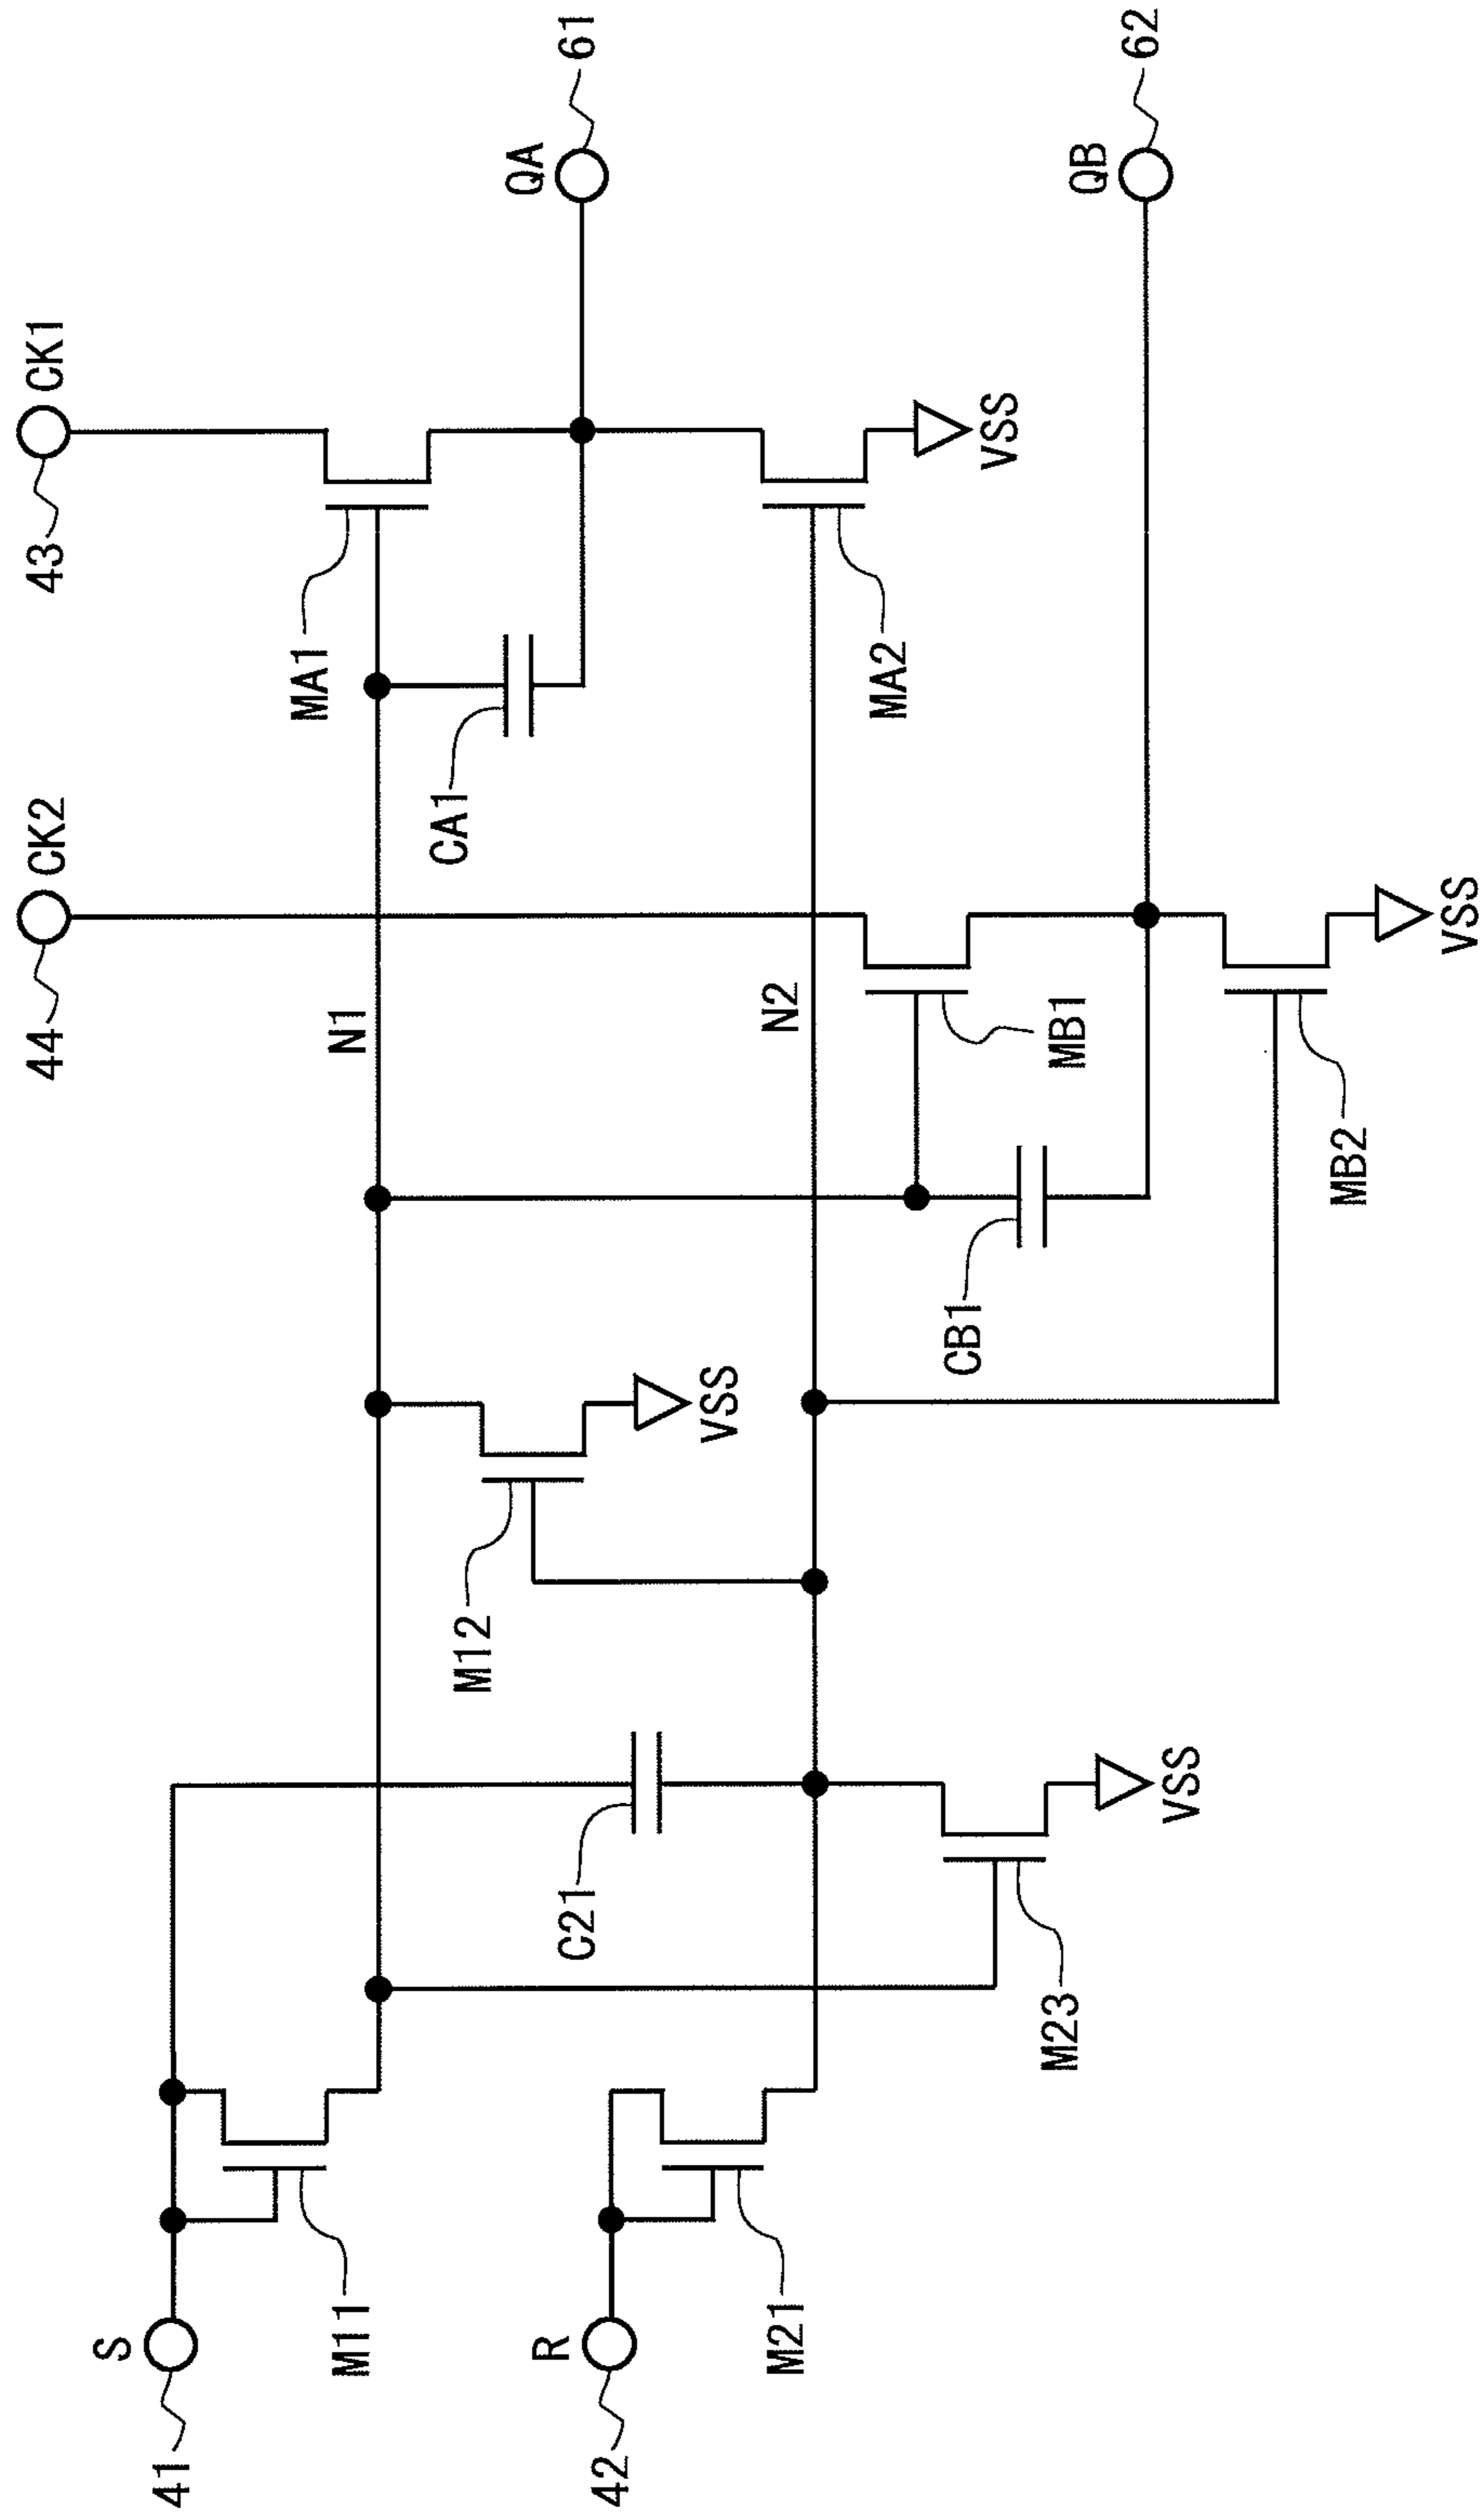 43
CK1
44
CK2
QA
61
MA1
CA1
N1
M12
VSS
C21
S
41
M11
MA2
VSS
N2
MB1
QB
62
CB1
MB2
VSS
R
42
M21
M23
VSS